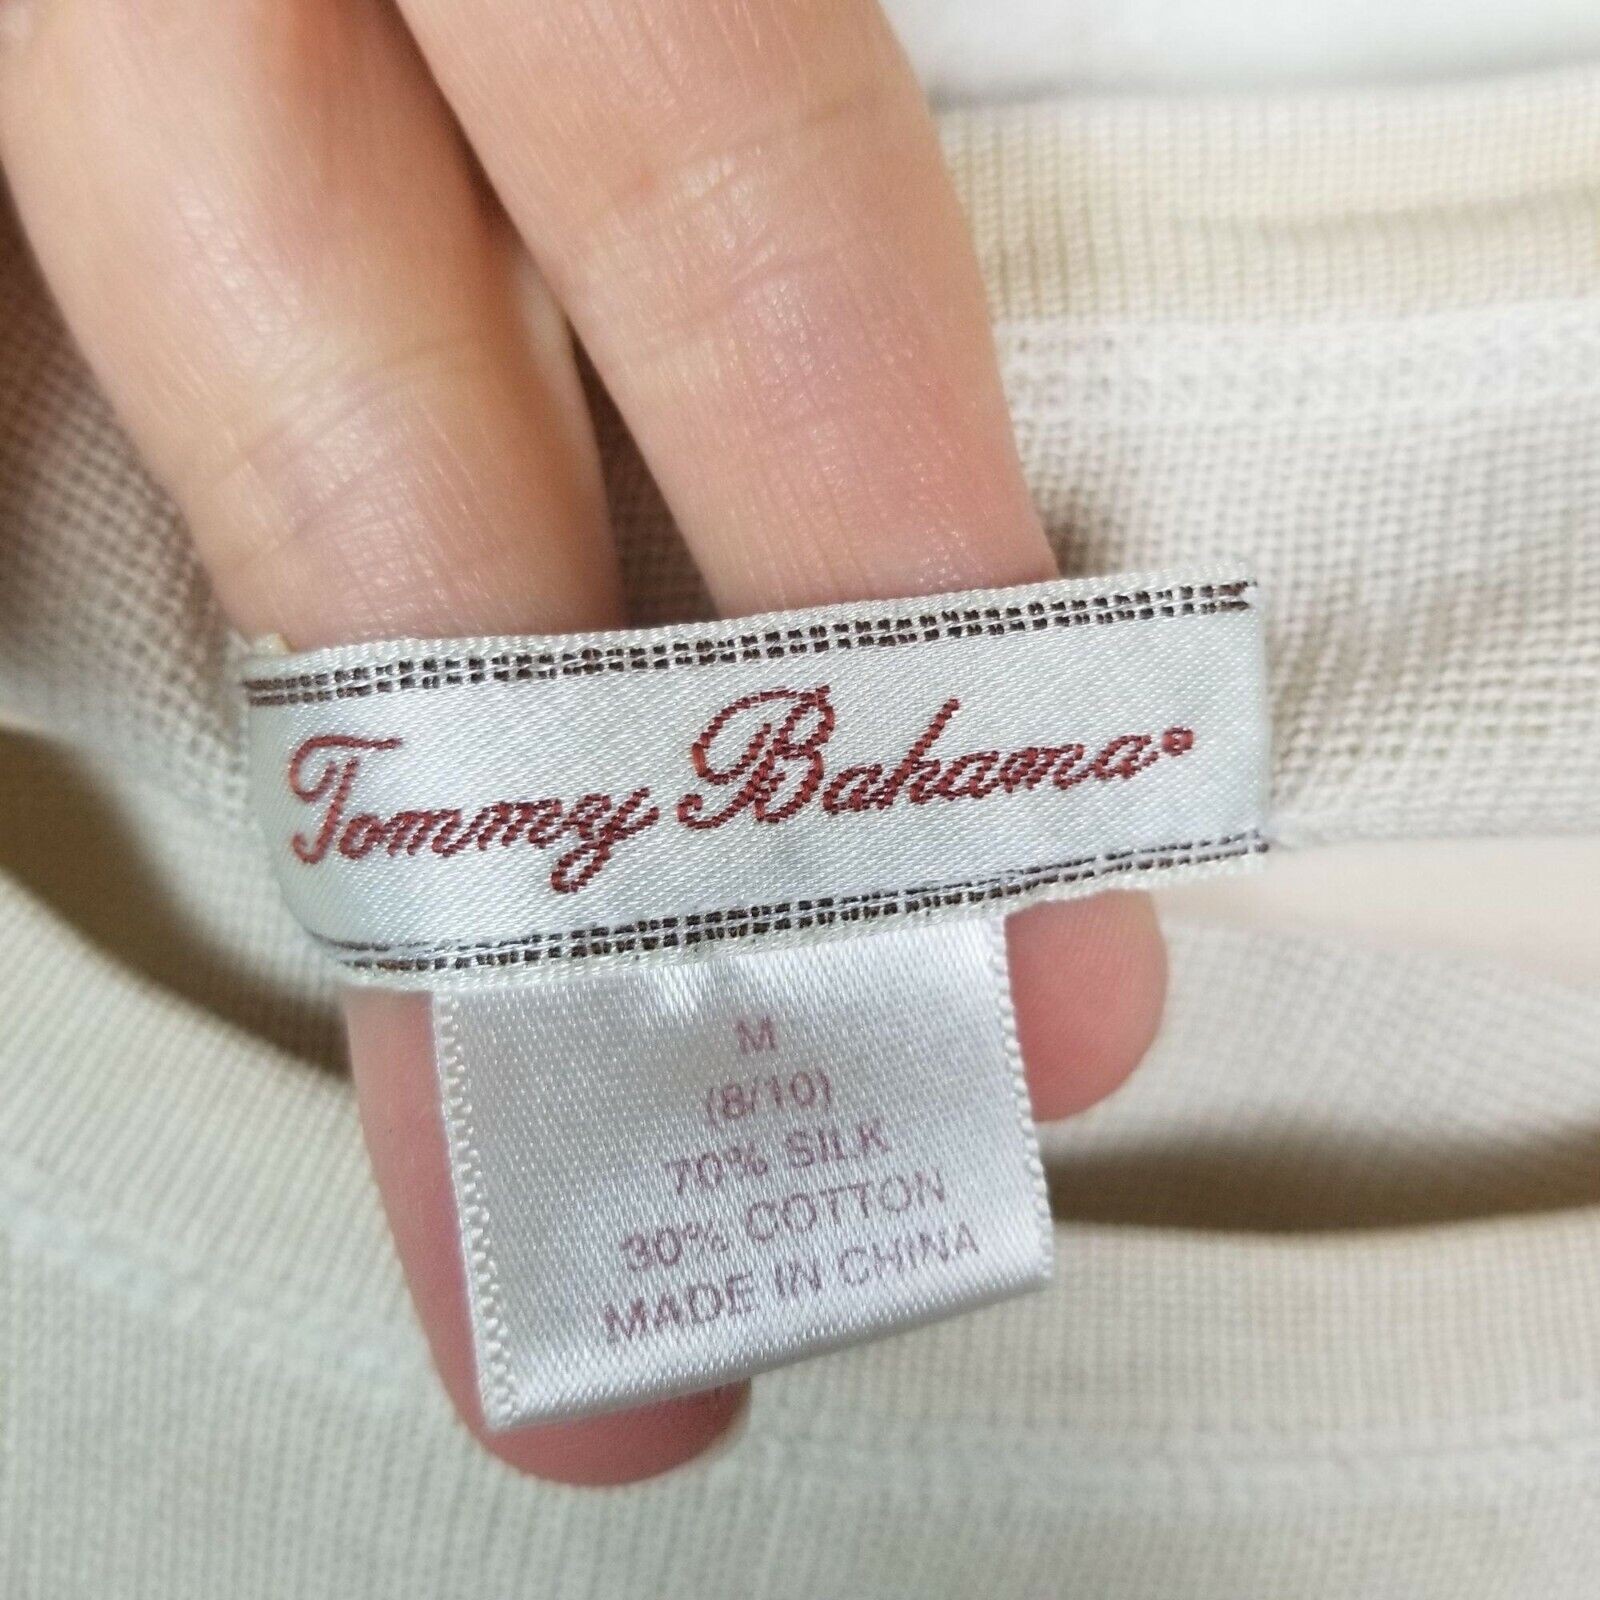 Tommy Bahama®
M
(8/10)
70% SILK
30% COTTON
MADE IN CHINA